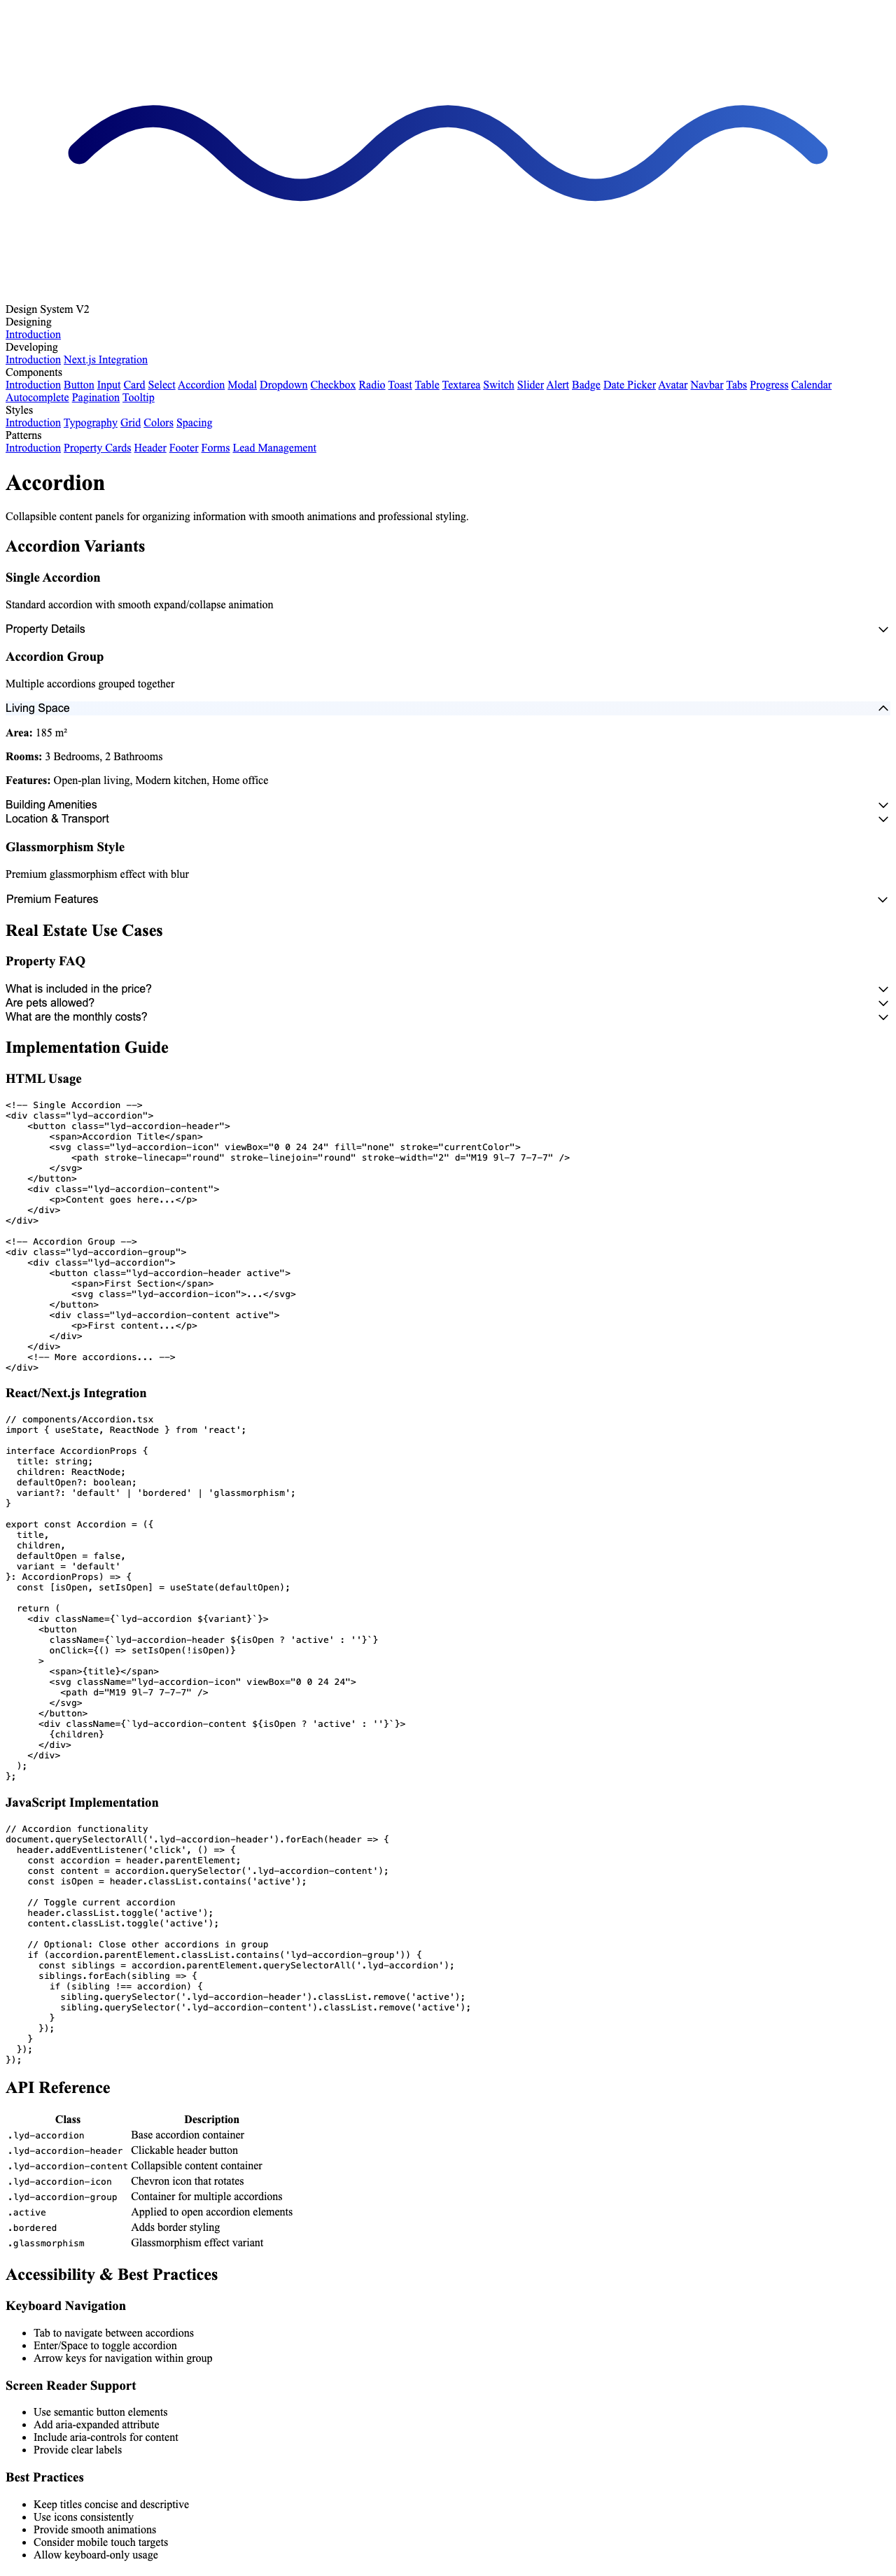 Design System V2
Designing
Introduction
Developing
Introduction Next.js Integration
Components
Introduction Button Input Card Select Accordion Modal Dropdown Checkbox Radio Toast Table Textarea Switch Slider Alert Badge Date Picker Avatar Navbar Tabs Progress Calendar
Autocomplete Pagination Tooltip
Styles
Introduction Typography Grid Colors Spacing
Patterns
Introduction Property Cards Header Footer Forms Lead Management
Accordion
Collapsible content panels for organizing information with smooth animations and professional styling.
Accordion Variants
Single Accordion
Standard accordion with smooth expand/collapse animation
Property Details
Accordion Group
Multiple accordions grouped together
Living Space
Area: 185 m²
Rooms: 3 Bedrooms, 2 Bathrooms
Features: Open-plan living, Modern kitchen, Home office
Building Amenities
Location & Transport
Glassmorphism Style
Premium glassmorphism effect with blur
Premium Features
Real Estate Use Cases
Property FAQ
What is included in the price?
Are pets allowed?
What are the monthly costs?
Implementation Guide
HTML Usage
<!-- Single Accordion -->
<div class="lyd-accordion">
    <button class="lyd-accordion-header">
        <span>Accordion Title</span>
        <svg class="lyd-accordion-icon" viewBox="0 0 24 24" fill="none" stroke="currentColor">
            <path stroke-linecap="round" stroke-linejoin="round" stroke-width="2" d="M19 9l-7 7-7-7" />
        </svg>
    </button>
    <div class="lyd-accordion-content">
        <p>Content goes here...</p>
    </div>
</div>
<!-- Accordion Group -->
<div class="lyd-accordion-group">
    <div class="lyd-accordion">
        <button class="lyd-accordion-header active">
            <span>First Section</span>
            <svg class="lyd-accordion-icon">...</svg>
        </button>
        <div class="lyd-accordion-content active">
            <p>First content...</p>
        </div>
    </div>
    <!-- More accordions... -->
</div>
React/Next.js Integration
// components/Accordion.tsx
import { useState, ReactNode } from 'react';
interface AccordionProps {
  title: string;
  children: ReactNode;
  defaultOpen?: boolean;
  variant?: 'default' | 'bordered' | 'glassmorphism';
}
export const Accordion = ({
  title,
  children,
  defaultOpen = false,
  variant = 'default'
}: AccordionProps) => {
  const [isOpen, setIsOpen] = useState(defaultOpen);
  return (
    <div className={`lyd-accordion ${variant}`}>
      <button
        className={`lyd-accordion-header ${isOpen ? 'active' : ''}`}
        onClick={() => setIsOpen(!isOpen)}
      >
        <span>{title}</span>
        <svg className="lyd-accordion-icon" viewBox="0 0 24 24">
          <path d="M19 9l-7 7-7-7" />
        </svg>
      </button>
      <div className={`lyd-accordion-content ${isOpen ? 'active' : ''}`}>
        {children}
      </div>
    </div>
  );
};
JavaScript Implementation
// Accordion functionality
document.querySelectorAll('.lyd-accordion-header').forEach(header => {
  header.addEventListener('click', () => {
    const accordion = header.parentElement;
    const content = accordion.querySelector('.lyd-accordion-content');
    const isOpen = header.classList.contains('active');
    // Toggle current accordion
    header.classList.toggle('active');
    content.classList.toggle('active');
    // Optional: Close other accordions in group
    if (accordion.parentElement.classList.contains('lyd-accordion-group')) {
      const siblings = accordion.parentElement.querySelectorAll('.lyd-accordion');
      siblings.forEach(sibling => {
        if (sibling !== accordion) {
          sibling.querySelector('.lyd-accordion-header').classList.remove('active');
          sibling.querySelector('.lyd-accordion-content').classList.remove('active');
        }
      });
    }
  });
});
API Reference
Class Description
.lyd-accordion Base accordion container
.lyd-accordion-header Clickable header button
.lyd-accordion-content Collapsible content container
.lyd-accordion-icon Chevron icon that rotates
.lyd-accordion-group Container for multiple accordions
.active Applied to open accordion elements
.bordered Adds border styling
.glassmorphism Glassmorphism effect variant
Accessibility & Best Practices
Keyboard Navigation
• Tab to navigate between accordions
• Enter/Space to toggle accordion
• Arrow keys for navigation within group
Screen Reader Support
• Use semantic button elements
• Add aria-expanded attribute
• Include aria-controls for content
• Provide clear labels
Best Practices
• Keep titles concise and descriptive
• Use icons consistently
• Provide smooth animations
• Consider mobile touch targets
• Allow keyboard-only usage